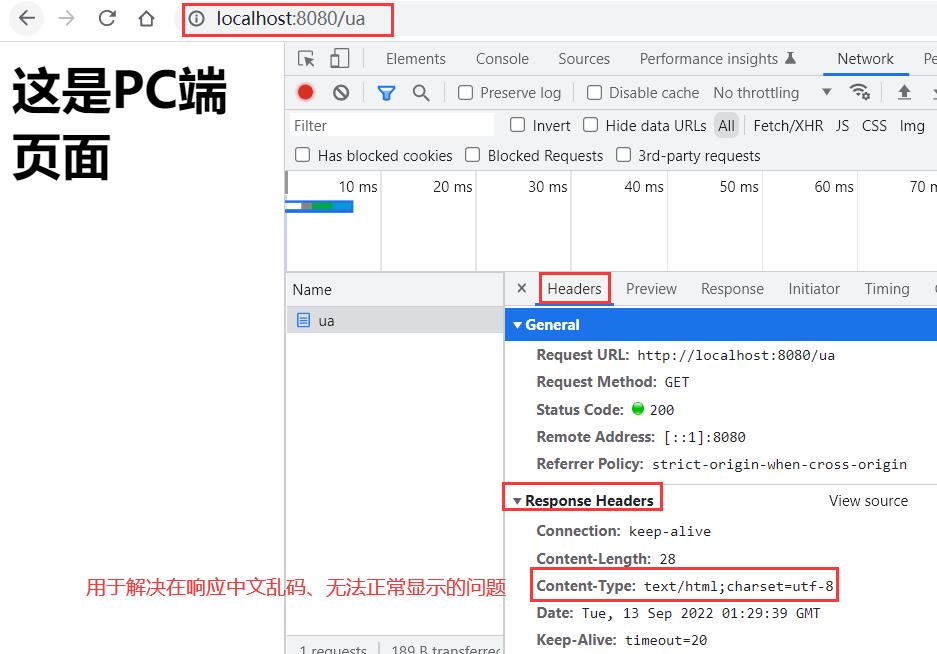 localhost:8080/ua
这是PC端
页面
Elements Console Sources Performance insights Network
Preserve log Disable cache No throttling
Filter Invert Hide data URLs All Fetch/XHR JS CSS Img
Has blocked cookies Blocked Requests 3rd-party requests
10 ms 20 ms 30 ms 40 ms 50 ms 60 ms
Name Headers Preview Response Initiator Timing
ua General
Request URL: http://localhost:8080/ua
Request Method: GET
Status Code: 200
Remote Address: [::1]:8080
Referrer Policy: strict-origin-when-cross-origin
Response Headers View source
Connection: keep-alive
Content-Length: 28
用于解决在响应中文乱码、无法正常显示的问题 Content-Type: text/html;charset=utf-8
Date: Tue, 13 Sep 2022 01:29:39 GMT
Keep-Alive: timeout=20
1 requests 189 B